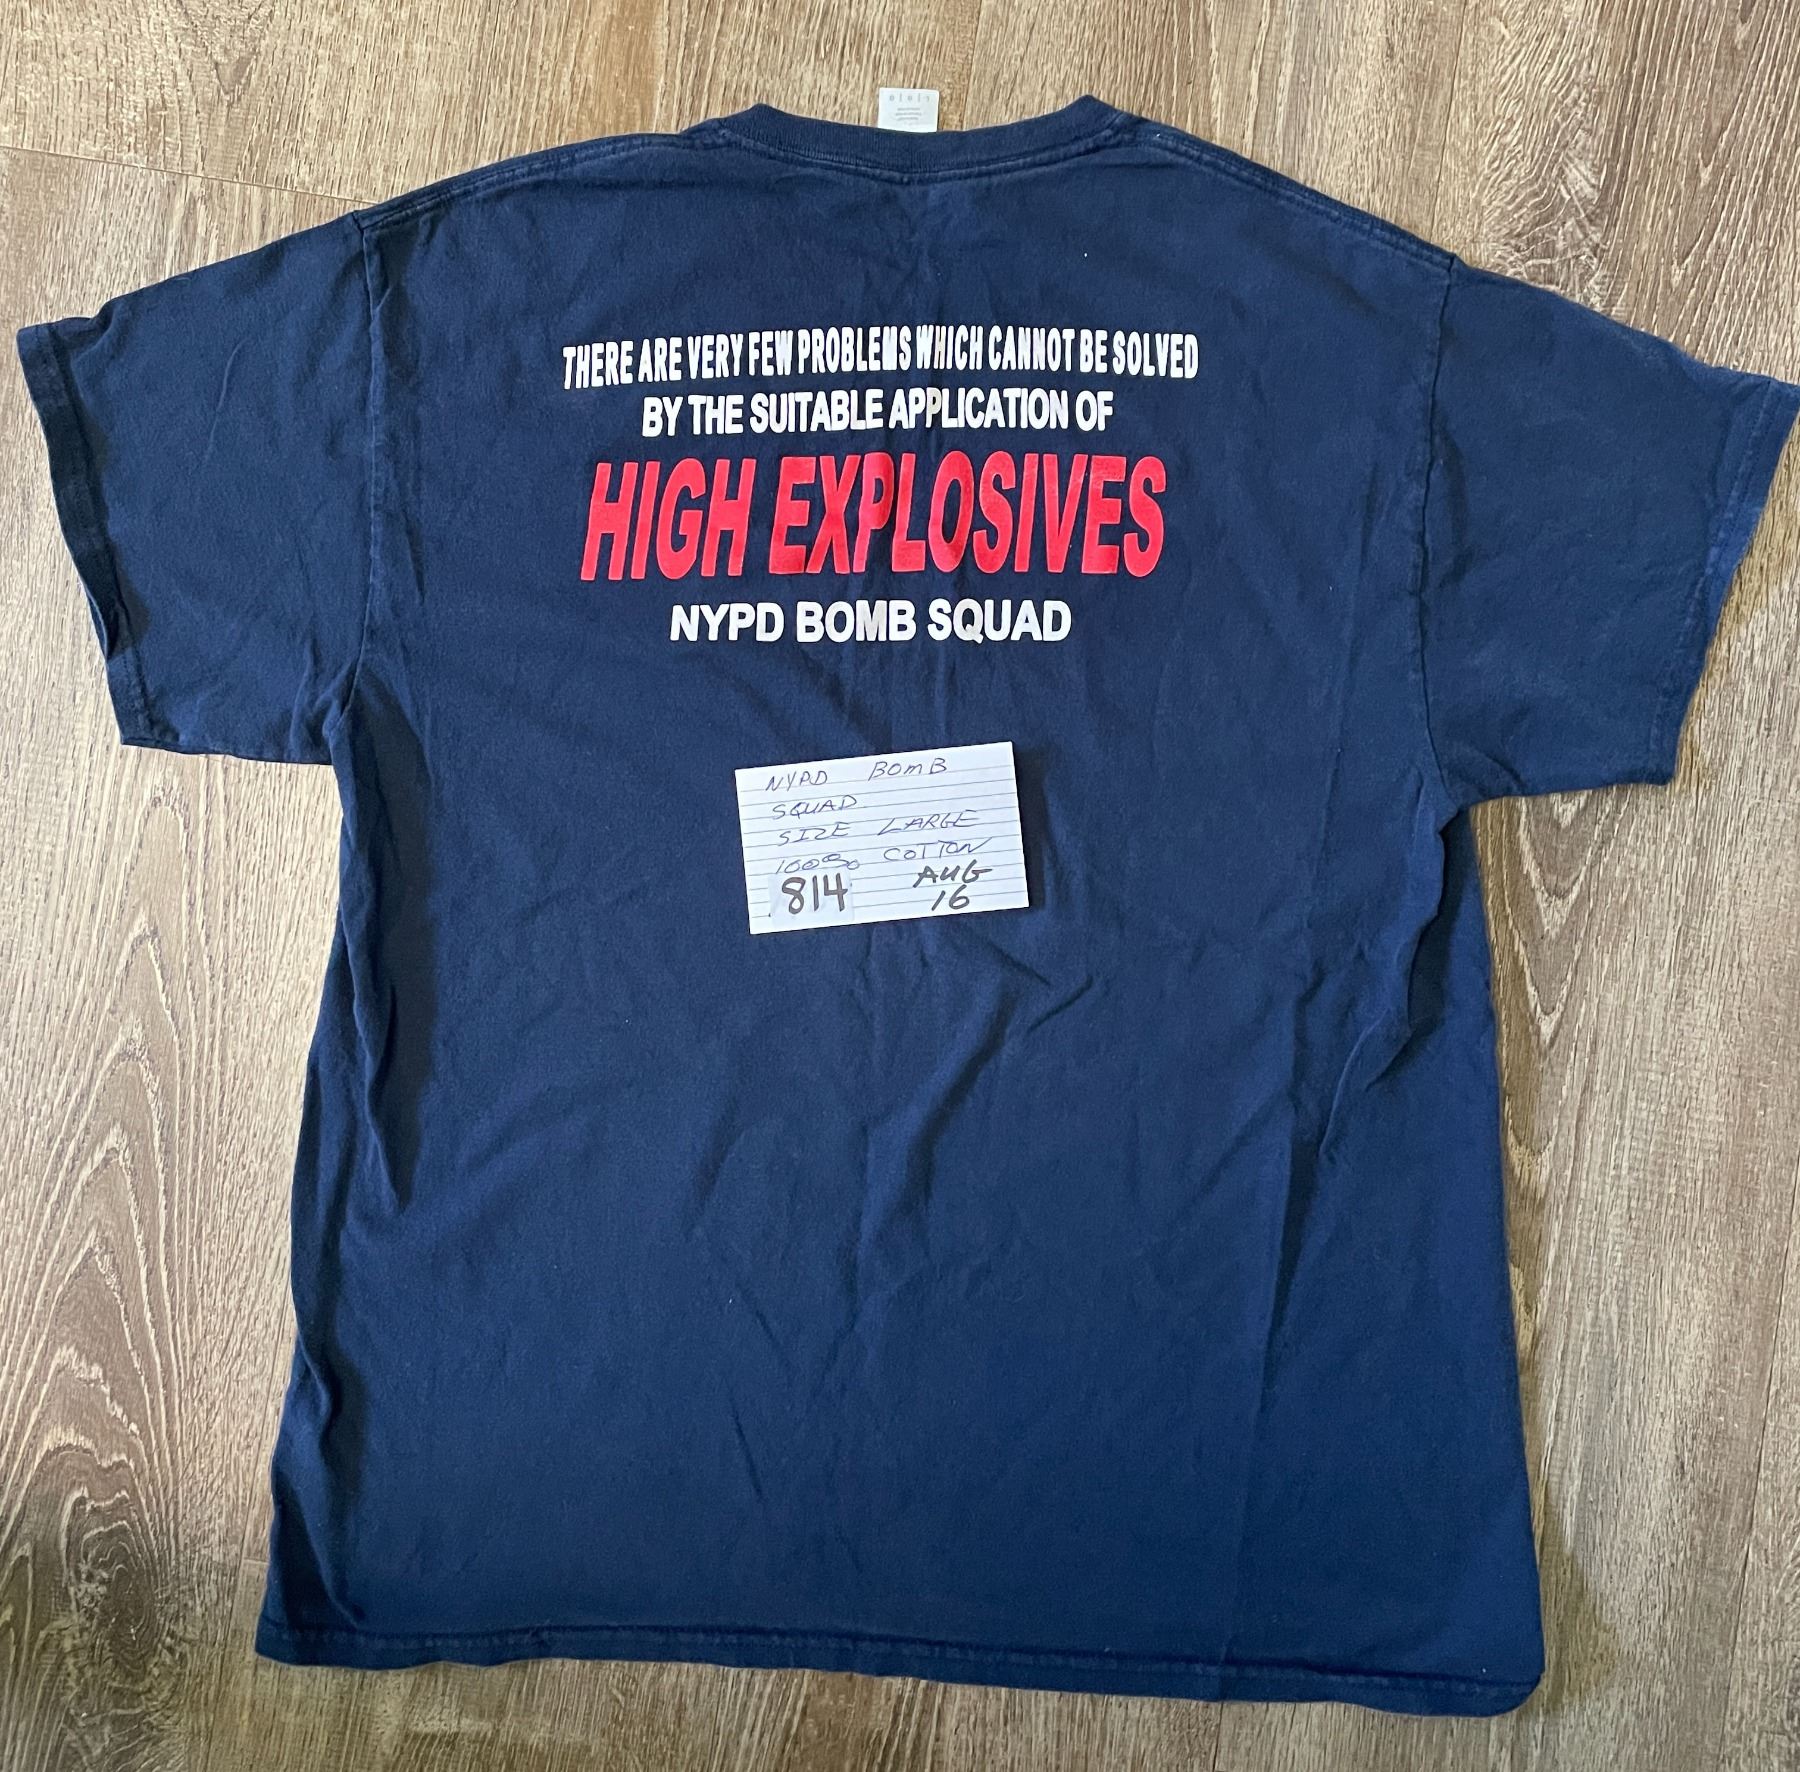 THERE ARE VERY FEW PROBLEMS WHICH CANNOT BE SOLVED
BY THE SUITABLE APPLICATION OF
HIGH EXPLOSIVES
NYPD BOMB SQUAD
NYPD BOMB
SQUAD
SIZE LARGE
100% COTTON
814 AUG
16